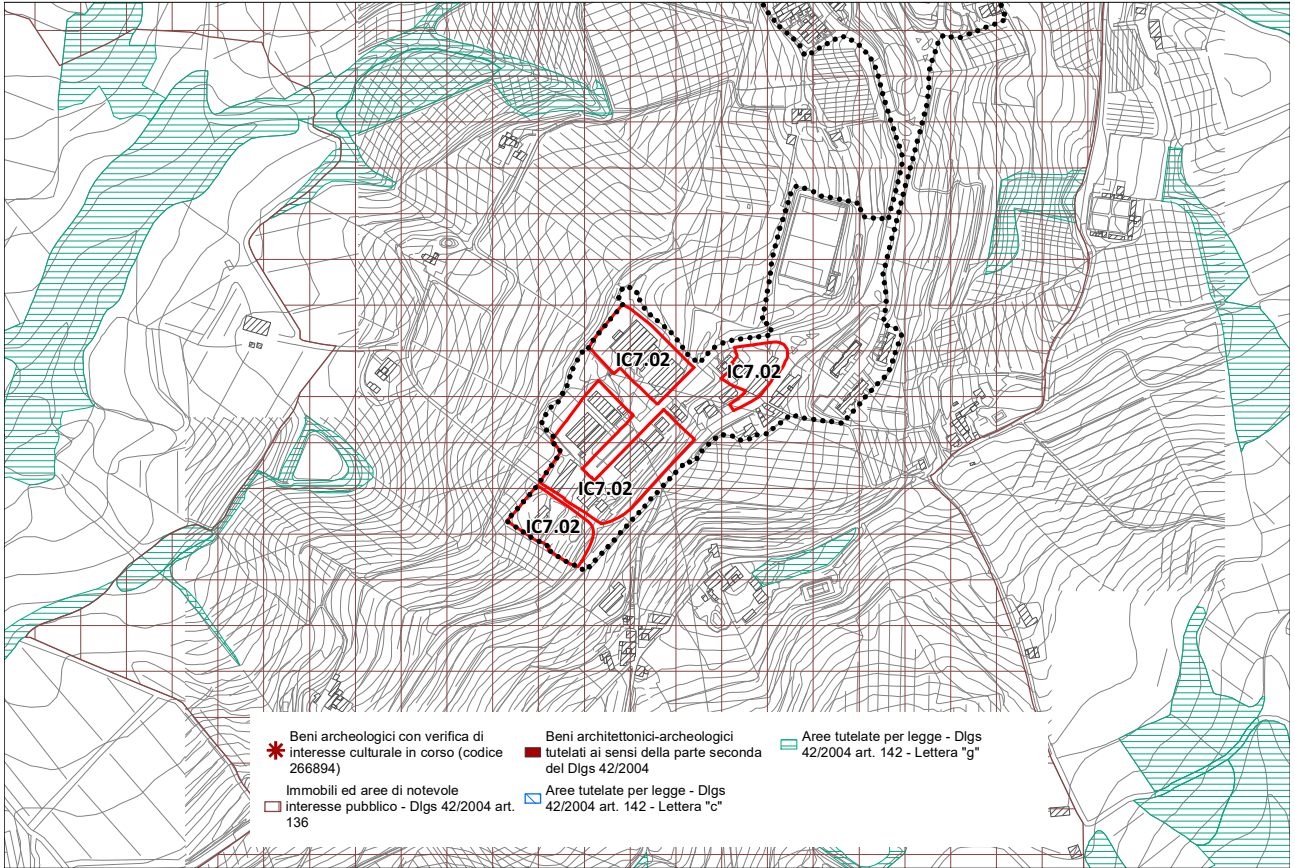 IC7.02
IC7.02
IC7.02
IC7.02
Beni archeologici con verifica di
interesse culturale in corso (codice
266894)
Immobili ed aree di notevole
interesse pubblico - Dlgs 42/2004 art.
136
Beni architettonici-archeologici
tutelati ai sensi della parte seconda
del Dlgs 42/2004
Aree tutelate per legge - Dlgs
42/2004 art. 142 - Lettera "c"
Aree tutelate per legge - Dlgs
42/2004 art. 142 - Lettera "g"